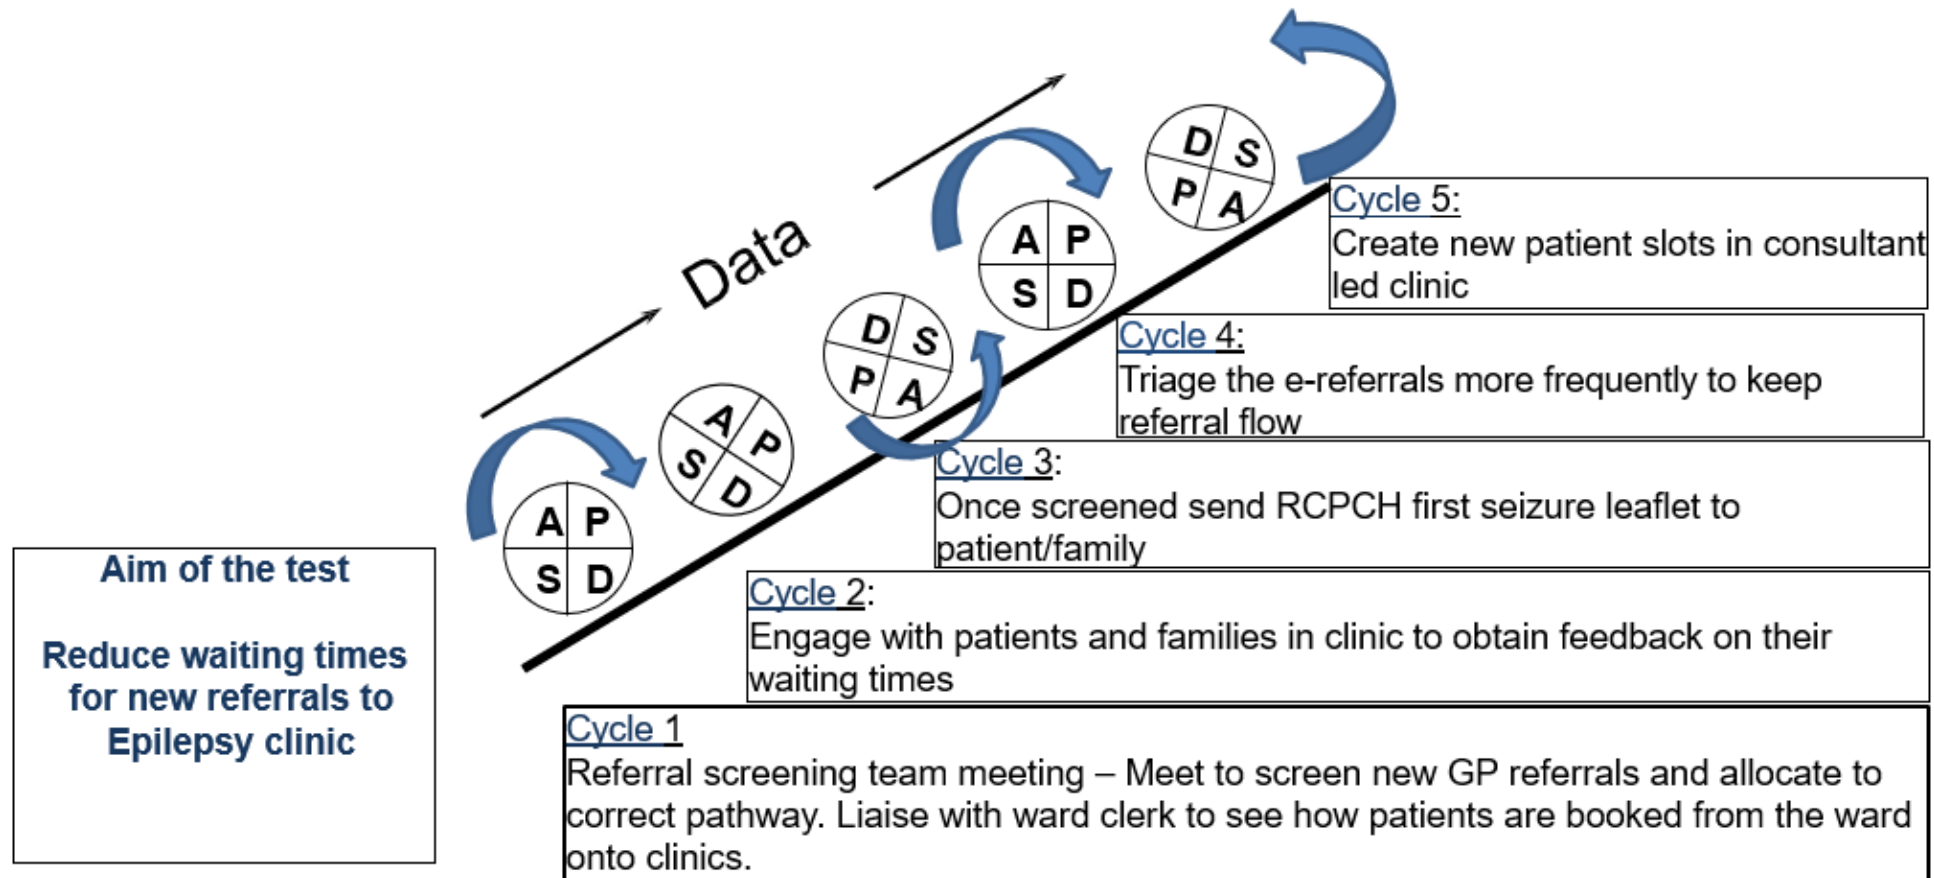 Data
D S
P A
A P
S D
D S
P A
A P
S D
A P
S D
Aim of the test
Reduce waiting times
for new referrals to
Epilepsy clinic
Cycle 5:
Create new patient slots in consultant
led clinic
Cycle 4:
Triage the e-referrals more frequently to keep
referral flow
Cycle 3:
Once screened send RCPCH first seizure leaflet to
patient/family
Cycle 2:
Engage with patients and families in clinic to obtain feedback on their
waiting times
Cycle 1
Referral screening team meeting – Meet to screen new GP referrals and allocate to
correct pathway. Liaise with ward clerk to see how patients are booked from the ward
onto clinics.